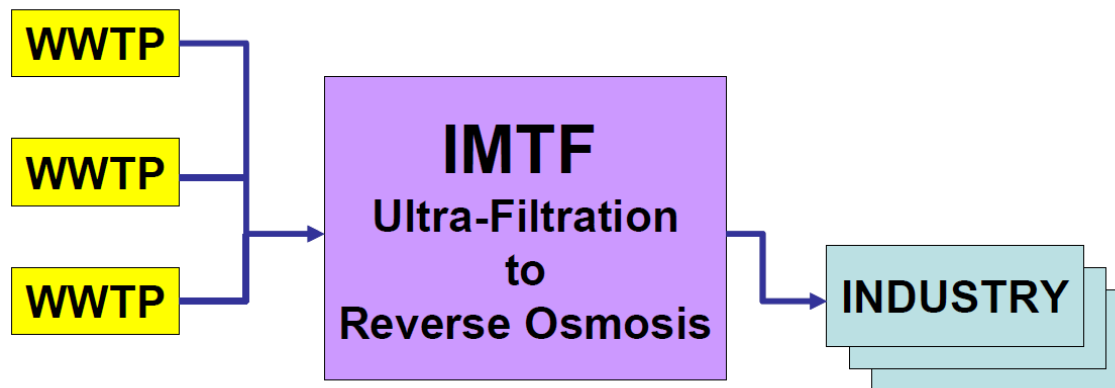 WWTP
WWTP
WWTP
IMTF
Ultra-Filtration
to
Reverse Osmosis
INDUSTRY